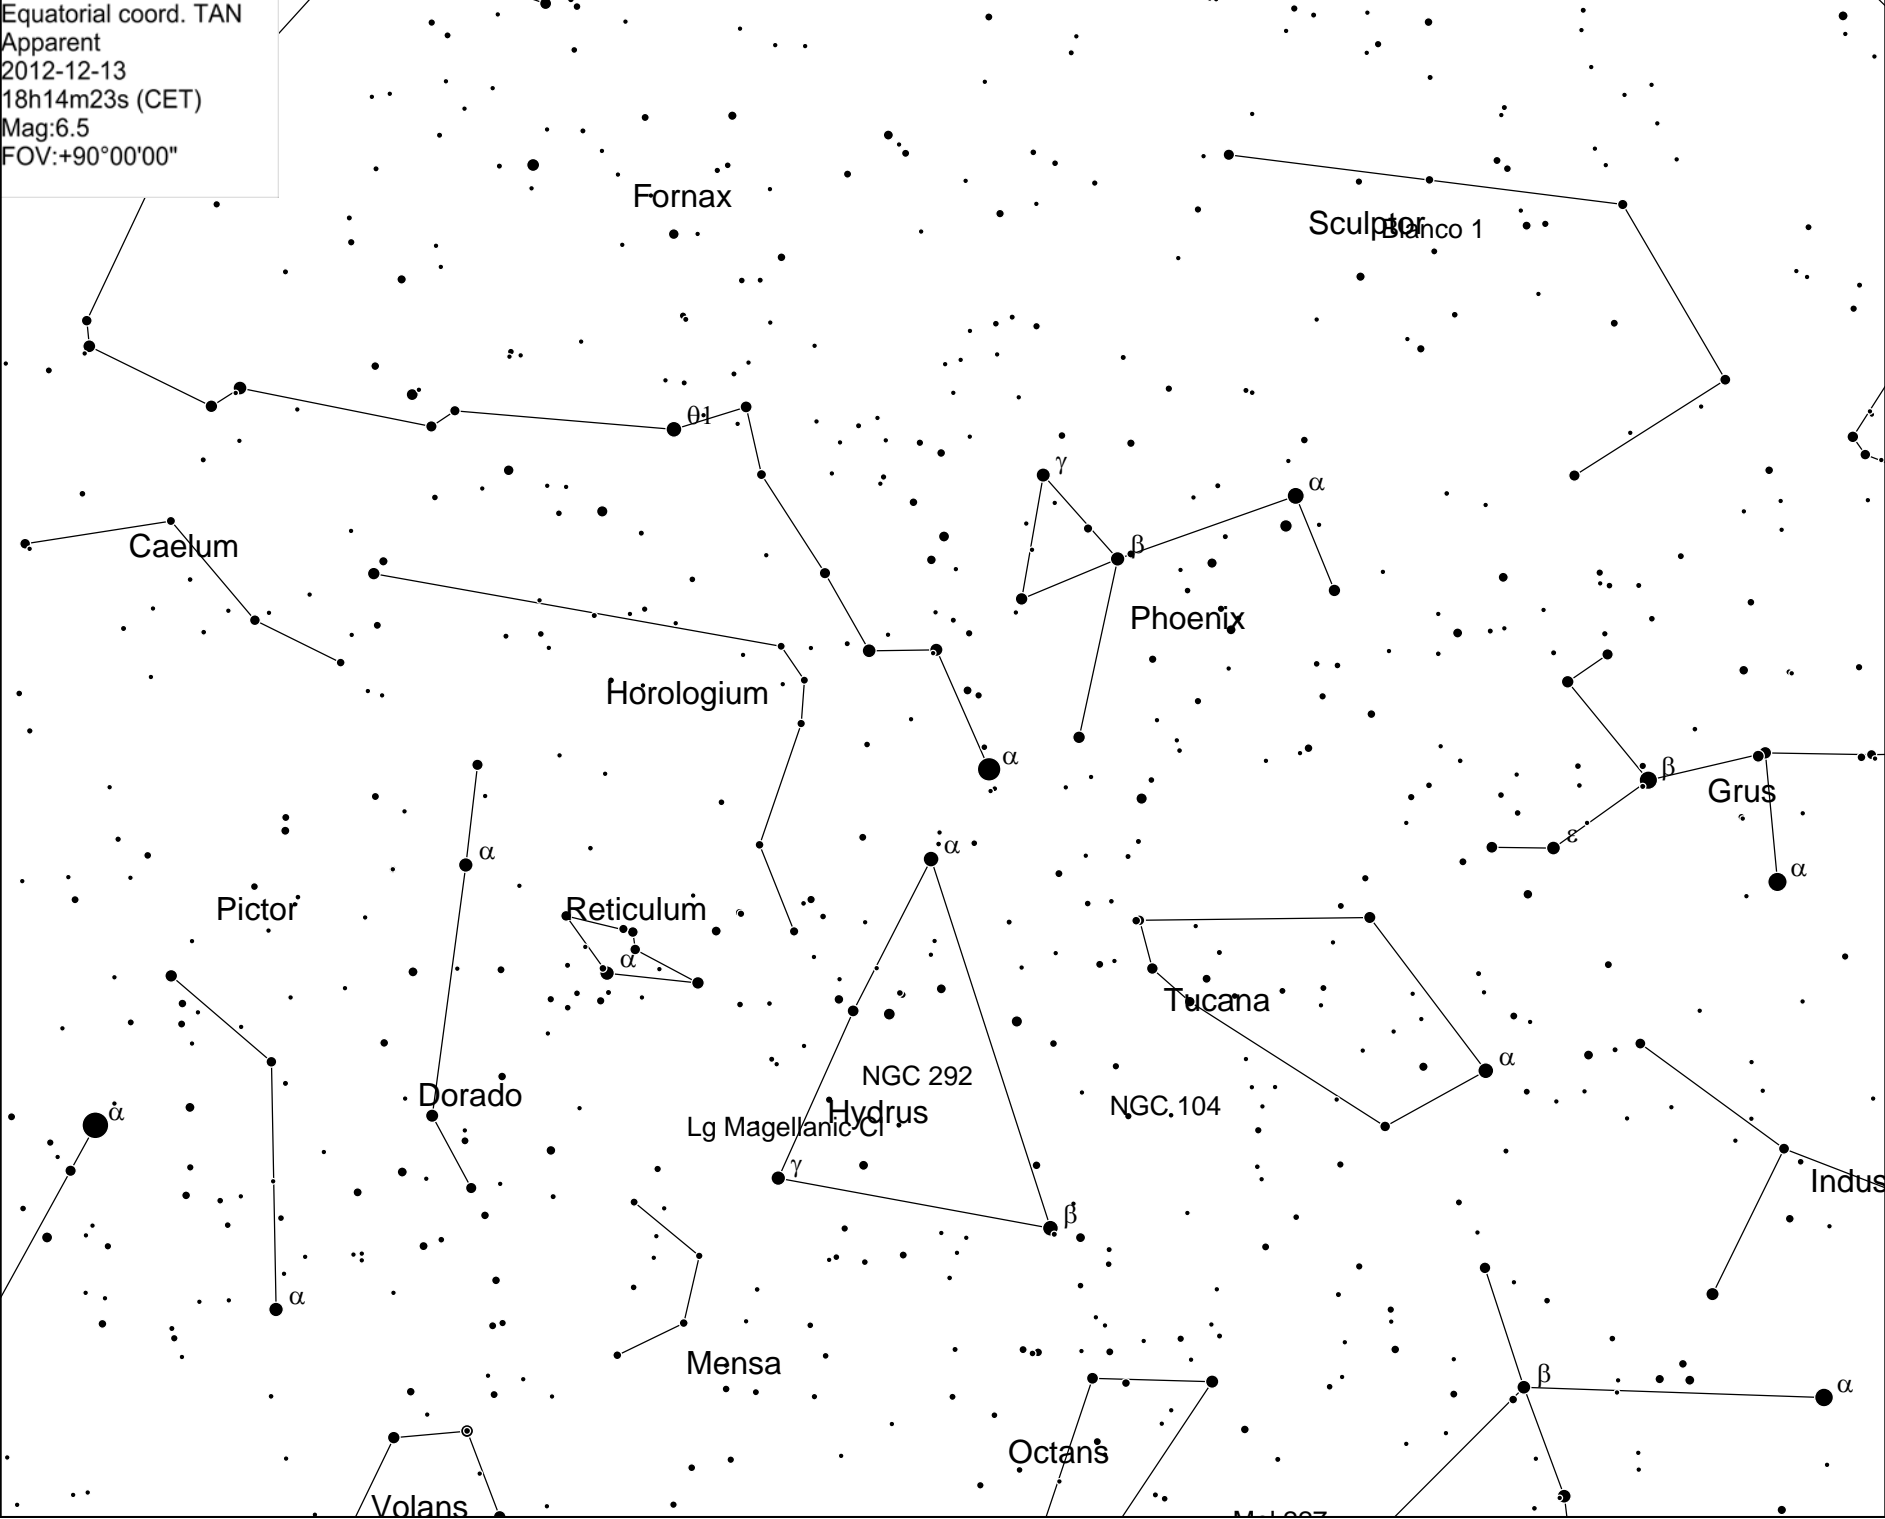 Equatorial coord. TAN
Apparent
2012-12-13
18h14m23s (CET)
Mag:6.5
FOV:+90°00'00"
Fornax
Sculptor
Blanco 1
θ1
γ
α
β
Caelum
Phoenix
Horologium
α
β
Grus
ε
α
α
α
Pictor
Reticulum
α
Tucana
α
NGC 292
Dorado
Hydrus
NGC 104
Lg Magellanic Cl
α
γ
Indus
β
α
Mensa
β
α
Octans
Volans